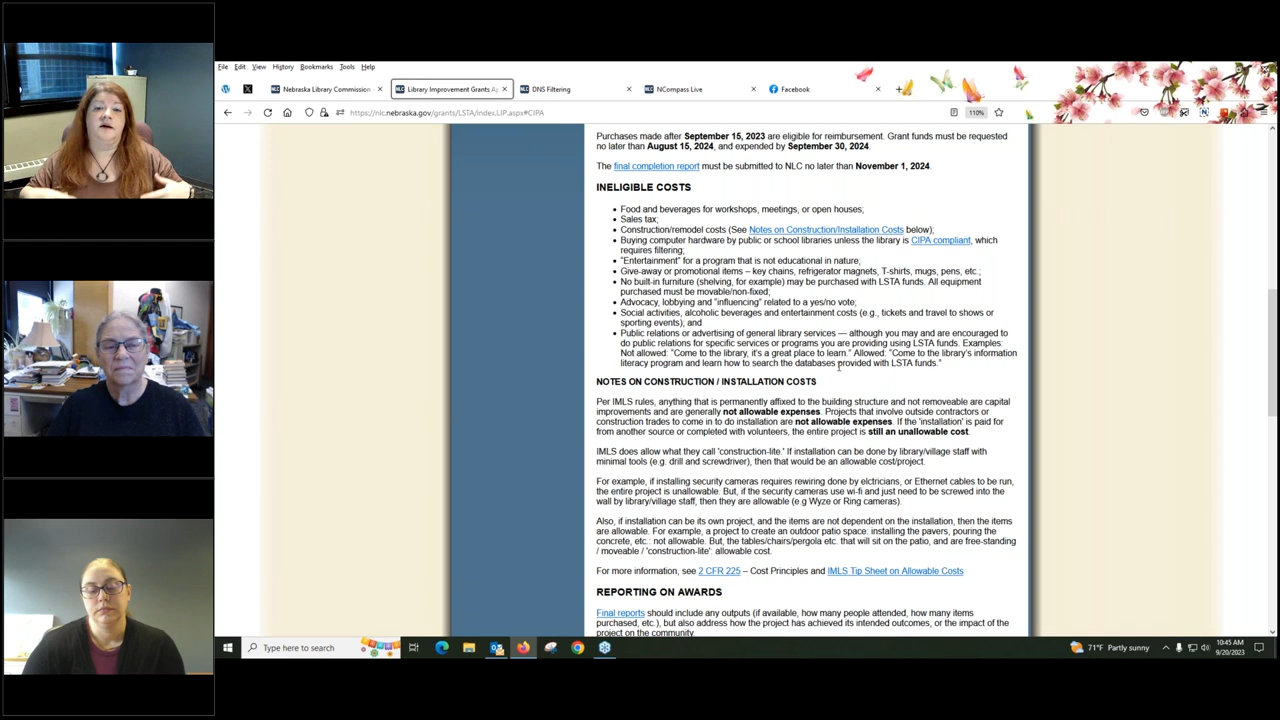 File Edit View History Bookmarks Tools Help
Nebraska Library Commission
Library Improvement Grants Ap
DNS Filtering
NCompass Live
Facebook
https://nlc.nebraska.gov/grants/LSTA/index.LIP.aspx#CIPA
110%
Purchases made after September 15, 2023 are eligible for reimbursement. Grant funds must be requested
no later than August 15, 2024, and expended by September 30, 2024.
The final completion report must be submitted to NLC no later than November 1, 2024.
INELIGIBLE COSTS
• Food and beverages for workshops, meetings, or open houses;
• Sales tax;
• Construction/remodel costs (See Notes on Construction/Installation Costs below);
• Buying computer hardware by public or school libraries unless the library is CIPA compliant, which
requires filtering;
• "Entertainment" for a program that is not educational in nature;
• Give-away or promotional items – key chains, refrigerator magnets, T-shirts, mugs, pens, etc.;
• No built-in furniture (shelving, for example) may be purchased with LSTA funds. All equipment
purchased must be movable/non-fixed;
• Advocacy, lobbying and "influencing" related to a yes/no vote;
• Social activities, alcoholic beverages and entertainment costs (e.g., tickets and travel to shows or
sporting events); and
• Public relations or advertising of general library services — although you may and are encouraged to
do public relations for specific services or programs you are providing using LSTA funds. Examples:
Not allowed: "Come to the library, it's a great place to learn." Allowed: "Come to the library's information
literacy program and learn how to search the databases provided with LSTA funds."
NOTES ON CONSTRUCTION / INSTALLATION COSTS
Per IMLS rules, anything that is permanently affixed to the building structure and not removeable are capital
improvements and are generally not allowable expenses. Projects that involve outside contractors or
construction trades to come in to do installation are not allowable expenses. If the 'installation' is paid for
from another source or completed with volunteers, the entire project is still an unallowable cost.
IMLS does allow what they call 'construction-lite.' If installation can be done by library/village staff with
minimal tools (e.g. drill and screwdriver), then that would be an allowable cost/project.
For example, if installing security cameras requires rewiring done by elctricians, or Ethernet cables to be run,
the entire project is unallowable. But, if the security cameras use wi-fi and just need to be screwed into the
wall by library/village staff, then they are allowable (e.g Wyze or Ring cameras).
Also, if installation can be its own project, and the items are not dependent on the installation, then the items
are allowable. For example, a project to create an outdoor patio space: installing the pavers, pouring the
concrete, etc.: not allowable. But, the tables/chairs/pergola etc. that will sit on the patio, and are free-standing
/ moveable / 'construction-lite': allowable cost.
For more information, see 2 CFR 225 – Cost Principles and IMLS Tip Sheet on Allowable Costs
REPORTING ON AWARDS
Final reports should include any outputs (if available, how many people attended, how many items
purchased, etc.), but also address how the project has achieved its intended outcomes, or the impact of the
project on the community.
Type here to search
71°F Partly sunny
10:45 AM
9/20/2023